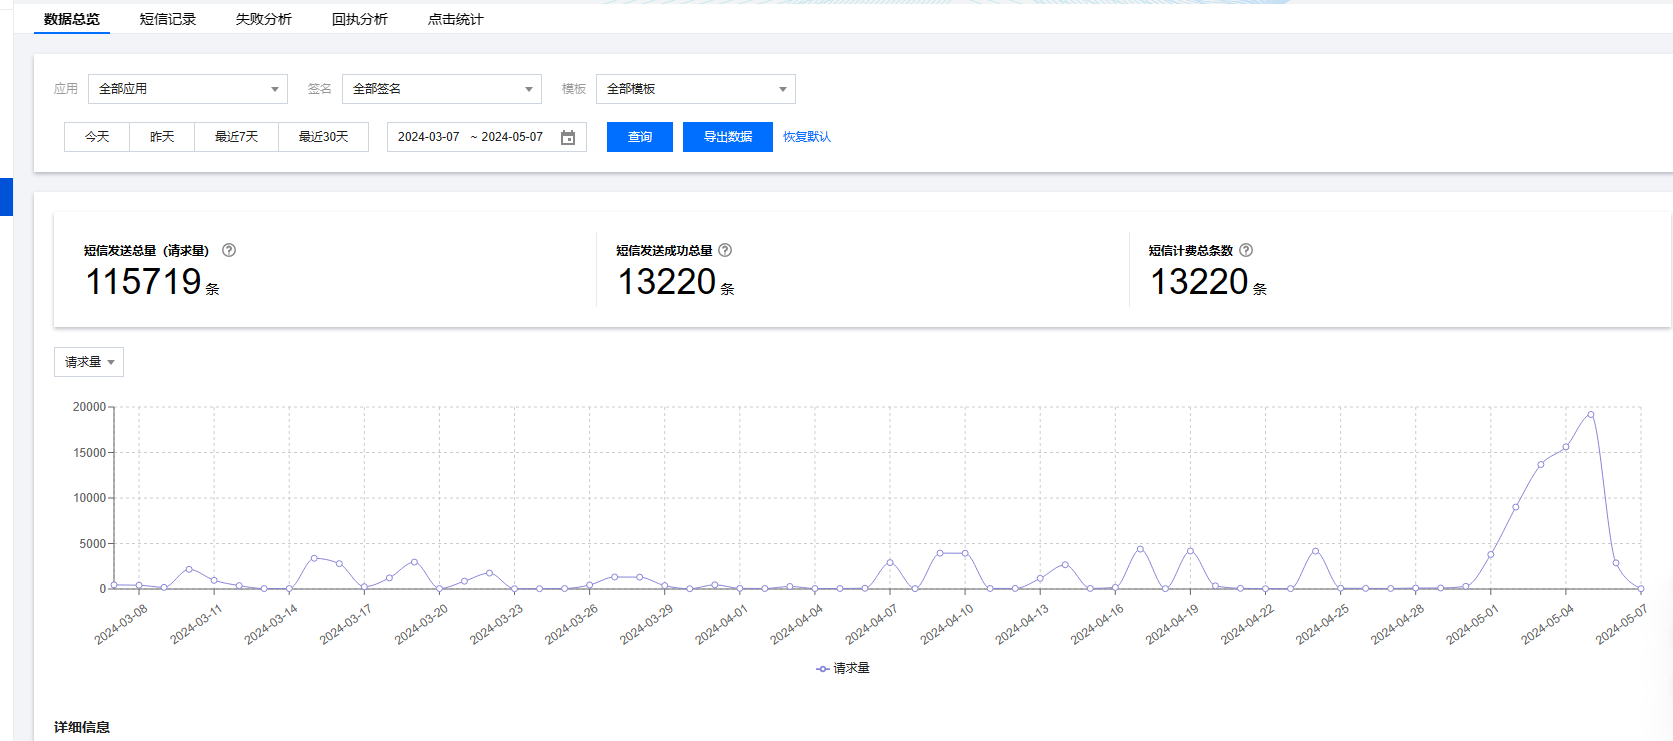 数据总览 短信记录 失败分析 回执分析 点击统计
应用 全部应用 签名 全部签名 模板 全部模板
今天 昨天 最近7天 最近30天 2024-03-07 ~ 2024-05-07 查询 导出数据 恢复默认
短信发送总量（请求量） 短信发送成功总量 短信计费总条数
115719 条 13220 条 13220 条
请求量
20000
15000
10000
5000
0
2024-03-08 2024-03-11 2024-03-14 2024-03-17 2024-03-20 2024-03-23 2024-03-26 2024-03-29 2024-04-01 2024-04-04 2024-04-07 2024-04-10 2024-04-13 2024-04-16 2024-04-19 2024-04-22 2024-04-25 2024-04-28 2024-05-01 2024-05-04 2024-05-07
请求量
详细信息